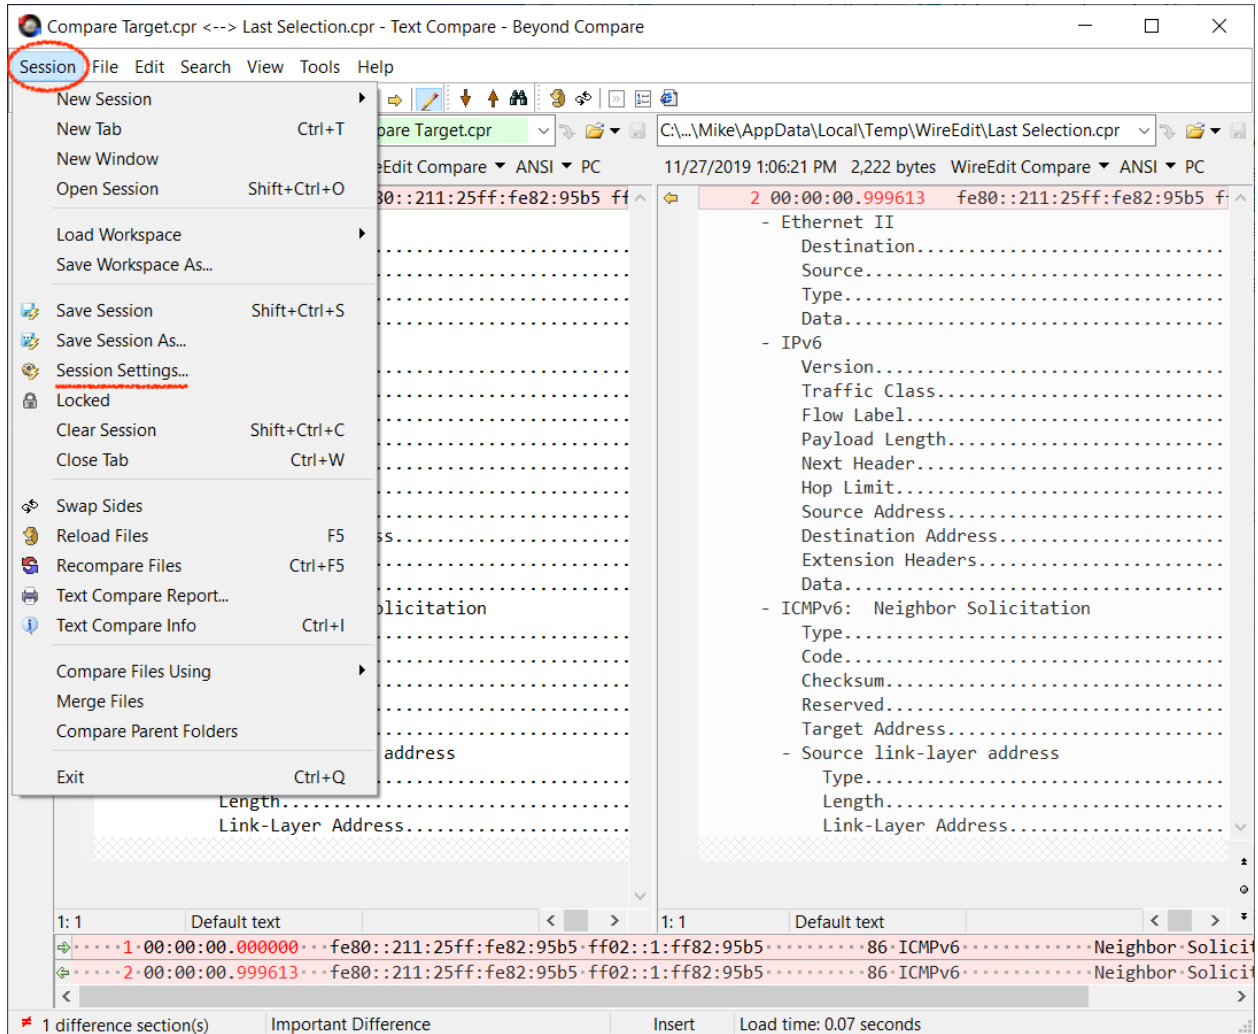 Compare Target.cpr <--> Last Selection.cpr - Text Compare - Beyond Compare
Session File Edit Search View Tools Help
New Session
New Tab Ctrl+T
New Window
Open Session Shift+Ctrl+O
Load Workspace
Save Workspace As...
Save Session Shift+Ctrl+S
Save Session As...
Session Settings...
Locked
Clear Session Shift+Ctrl+C
Close Tab Ctrl+W
Swap Sides
Reload Files F5
Recompare Files Ctrl+F5
Text Compare Report...
Text Compare Info Ctrl+I
Compare Files Using
Merge Files
Compare Parent Folders
Exit Ctrl+Q
pare Target.cpr
eEdit Compare ANSI PC
30::211:25ff:fe82:95b5 ff
ss.....................
olicitation
address
Length..................................
Link-Layer Address......................
C:\...\Mike\AppData\Local\Temp\WireEdit\Last Selection.cpr
11/27/2019 1:06:21 PM 2,222 bytes WireEdit Compare ANSI PC
2 00:00:00.999613 fe80::211:25ff:fe82:95b5 f
- Ethernet II
Destination..............................
Source...................................
Type.....................................
Data.....................................
- IPv6
Version..................................
Traffic Class............................
Flow Label...............................
Payload Length...........................
Next Header..............................
Hop Limit................................
Source Address...........................
Destination Address......................
Extension Headers........................
Data.....................................
- ICMPv6: Neighbor Solicitation
Type.....................................
Code.....................................
Checksum.................................
Reserved.................................
Target Address...........................
- Source link-layer address
Type...................................
Length.................................
Link-Layer Address.....................
1: 1 Default text
1: 1 Default text
1 00:00:00.000000 fe80::211:25ff:fe82:95b5 ff02::1:ff82:95b5 86 ICMPv6 Neighbor Solicit
2 00:00:00.999613 fe80::211:25ff:fe82:95b5 ff02::1:ff82:95b5 86 ICMPv6 Neighbor Solicit
1 difference section(s) Important Difference Insert Load time: 0.07 seconds